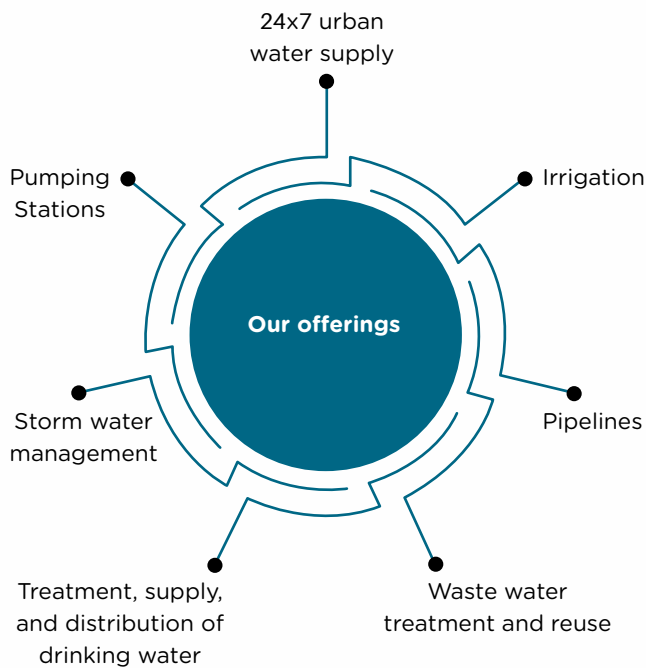 24x7 urban
water supply
Pumping
Stations
Irrigation
Our offerings
Storm water
management
Pipelines
Treatment, supply,
and distribution of
drinking water
Waste water
treatment and reuse